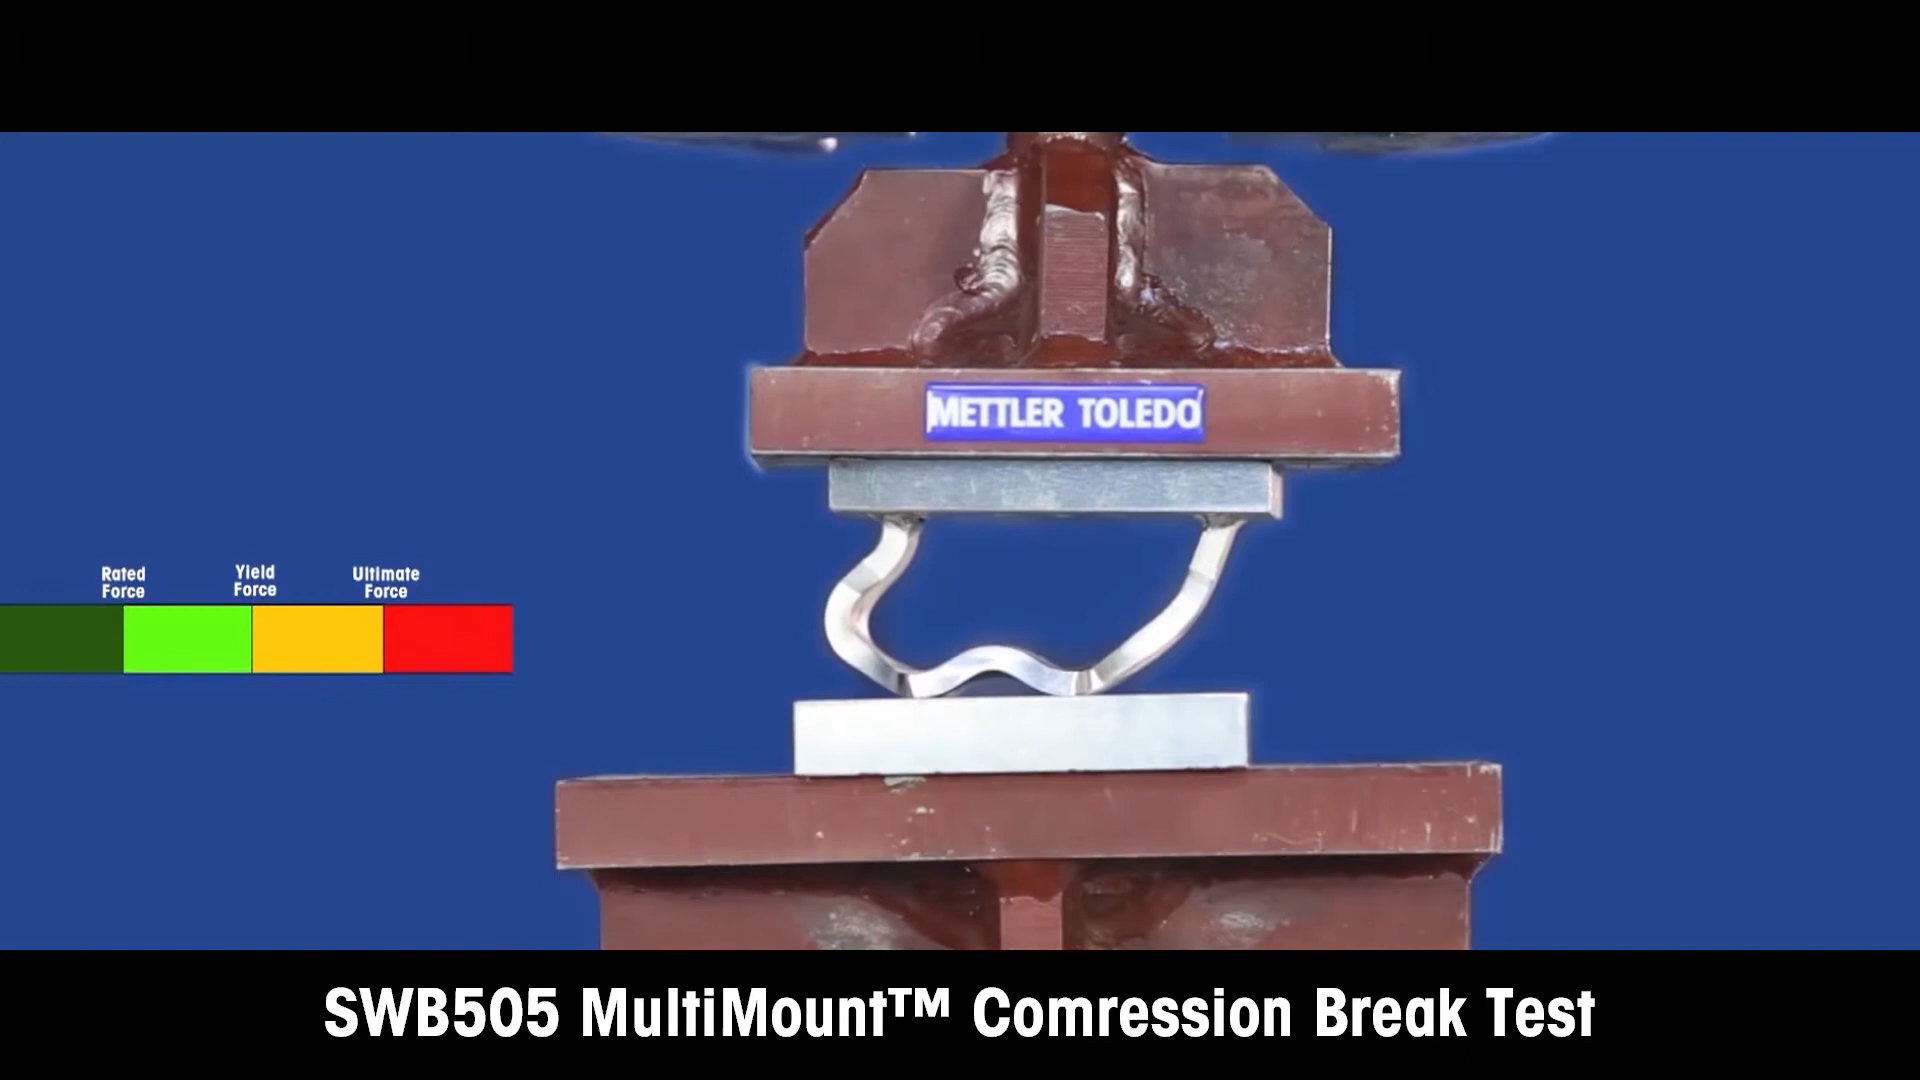 METTLER TOLEDO
Rated
Force
Yield
Force
Ultimate
Force
SWB505 MultiMount™ Comression Break Test